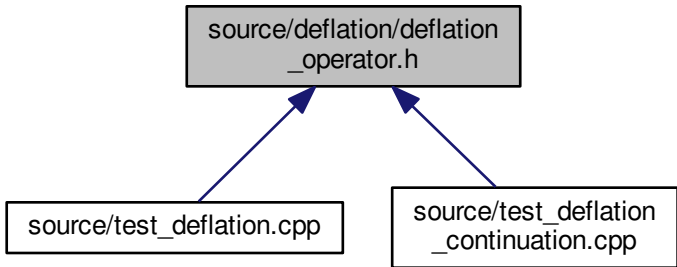 source/deflation/deflation
_operator.h
source/test_deflation.cpp
source/test_deflation
_continuation.cpp